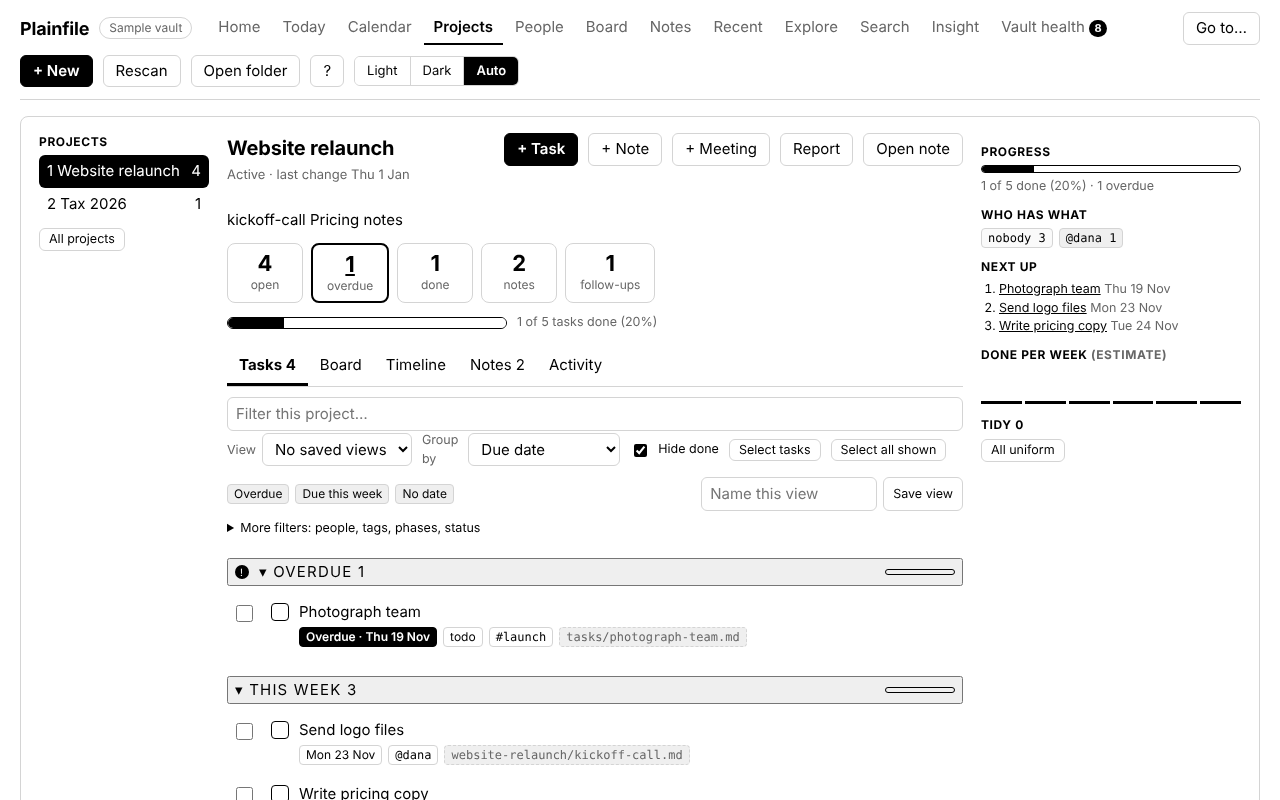 Plainfile Sample vault Home Today Calendar Projects People Board Notes Recent Explore Search Insight Vault health 8 Go to...
+ New Rescan Open folder ? Light Dark Auto
PROJECTS
1 Website relaunch 4
2 Tax 2026 1
All projects
Website relaunch + Task + Note + Meeting Report Open note
Active · last change Thu 1 Jan
kickoff-call Pricing notes
4 open
1 overdue
1 done
2 notes
1 follow-ups
1 of 5 tasks done (20%)
Tasks 4 Board Timeline Notes 2 Activity
Filter this project...
View No saved views Group by Due date Hide done Select tasks Select all shown
Overdue Due this week No date Name this view Save view
▶ More filters: people, tags, phases, status
! ▾ OVERDUE 1
Photograph team
Overdue · Thu 19 Nov todo #launch tasks/photograph-team.md
▾ THIS WEEK 3
Send logo files
Mon 23 Nov @dana website-relaunch/kickoff-call.md
Write pricing copy
PROGRESS
1 of 5 done (20%) · 1 overdue
WHO HAS WHAT
nobody 3 @dana 1
NEXT UP
1. Photograph team Thu 19 Nov
2. Send logo files Mon 23 Nov
3. Write pricing copy Tue 24 Nov
DONE PER WEEK (ESTIMATE)
TIDY 0
All uniform